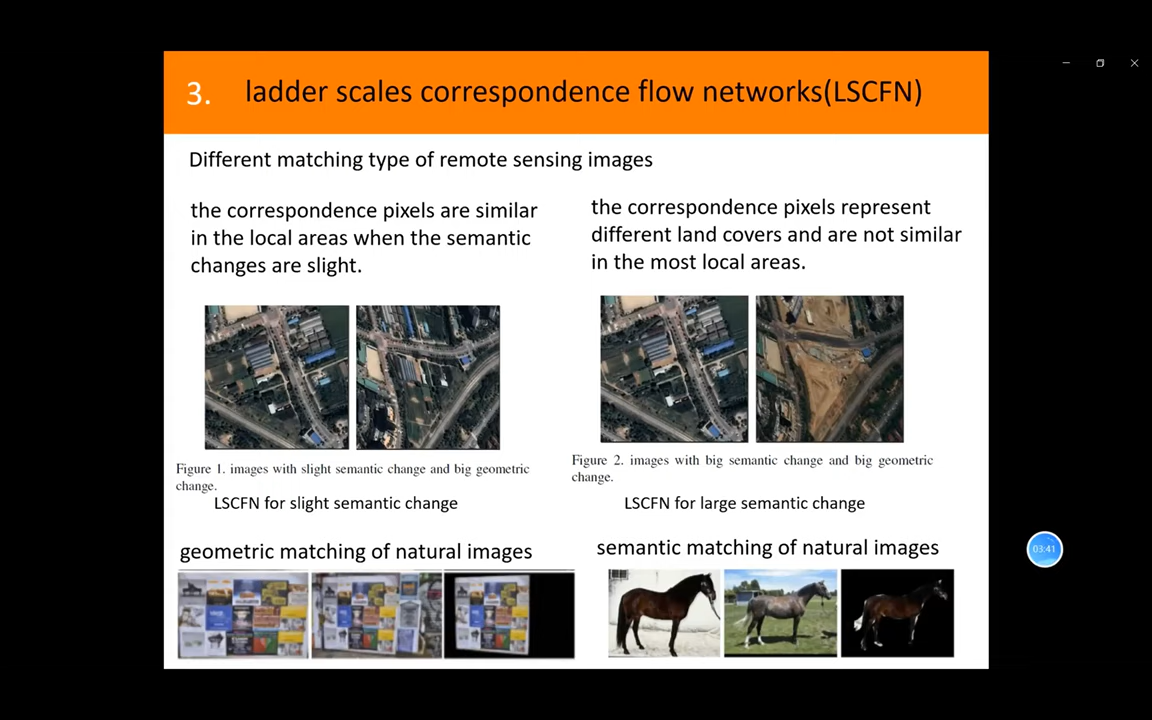 3. ladder scales correspondence flow networks(LSCFN)
Different matching type of remote sensing images
the correspondence pixels are similar
in the local areas when the semantic
changes are slight.
the correspondence pixels represent
different land covers and are not similar
in the most local areas.
Figure 1. images with slight semantic change and big geometric
change.
LSCFN for slight semantic change
Figure 2. images with big semantic change and big geometric
change.
LSCFN for large semantic change
geometric matching of natural images
semantic matching of natural images
03:41